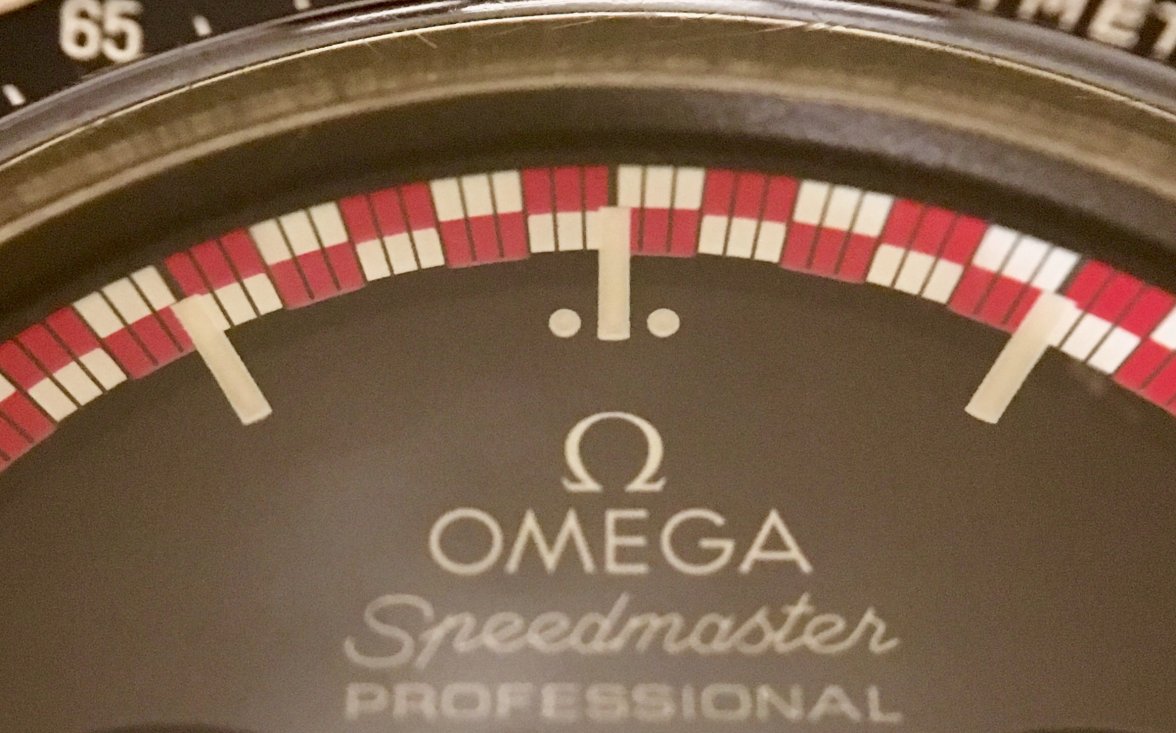 65
Ω
OMEGA
Speedmaster
PROFESSIONAL